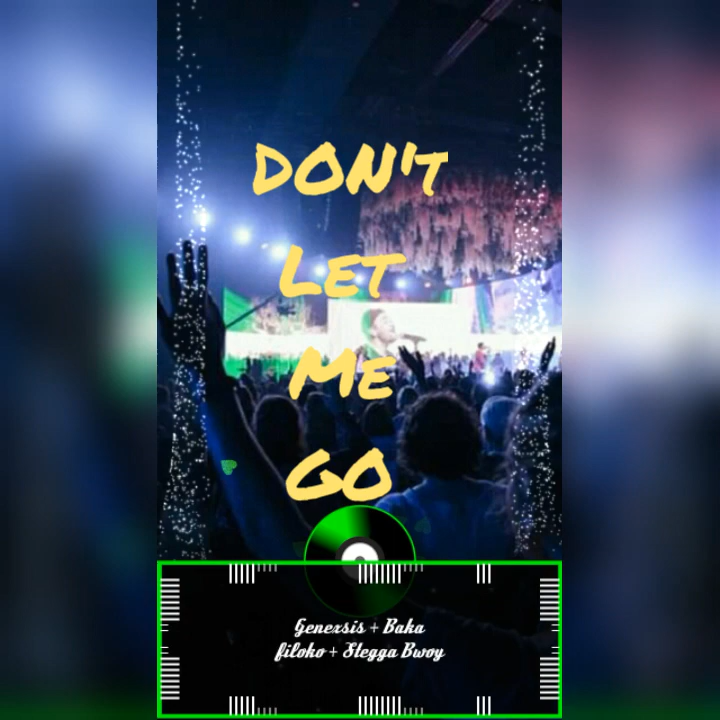 DON'T
LET
ME
GO
Genexsis + Baka
filoko + Stegga Bwoy